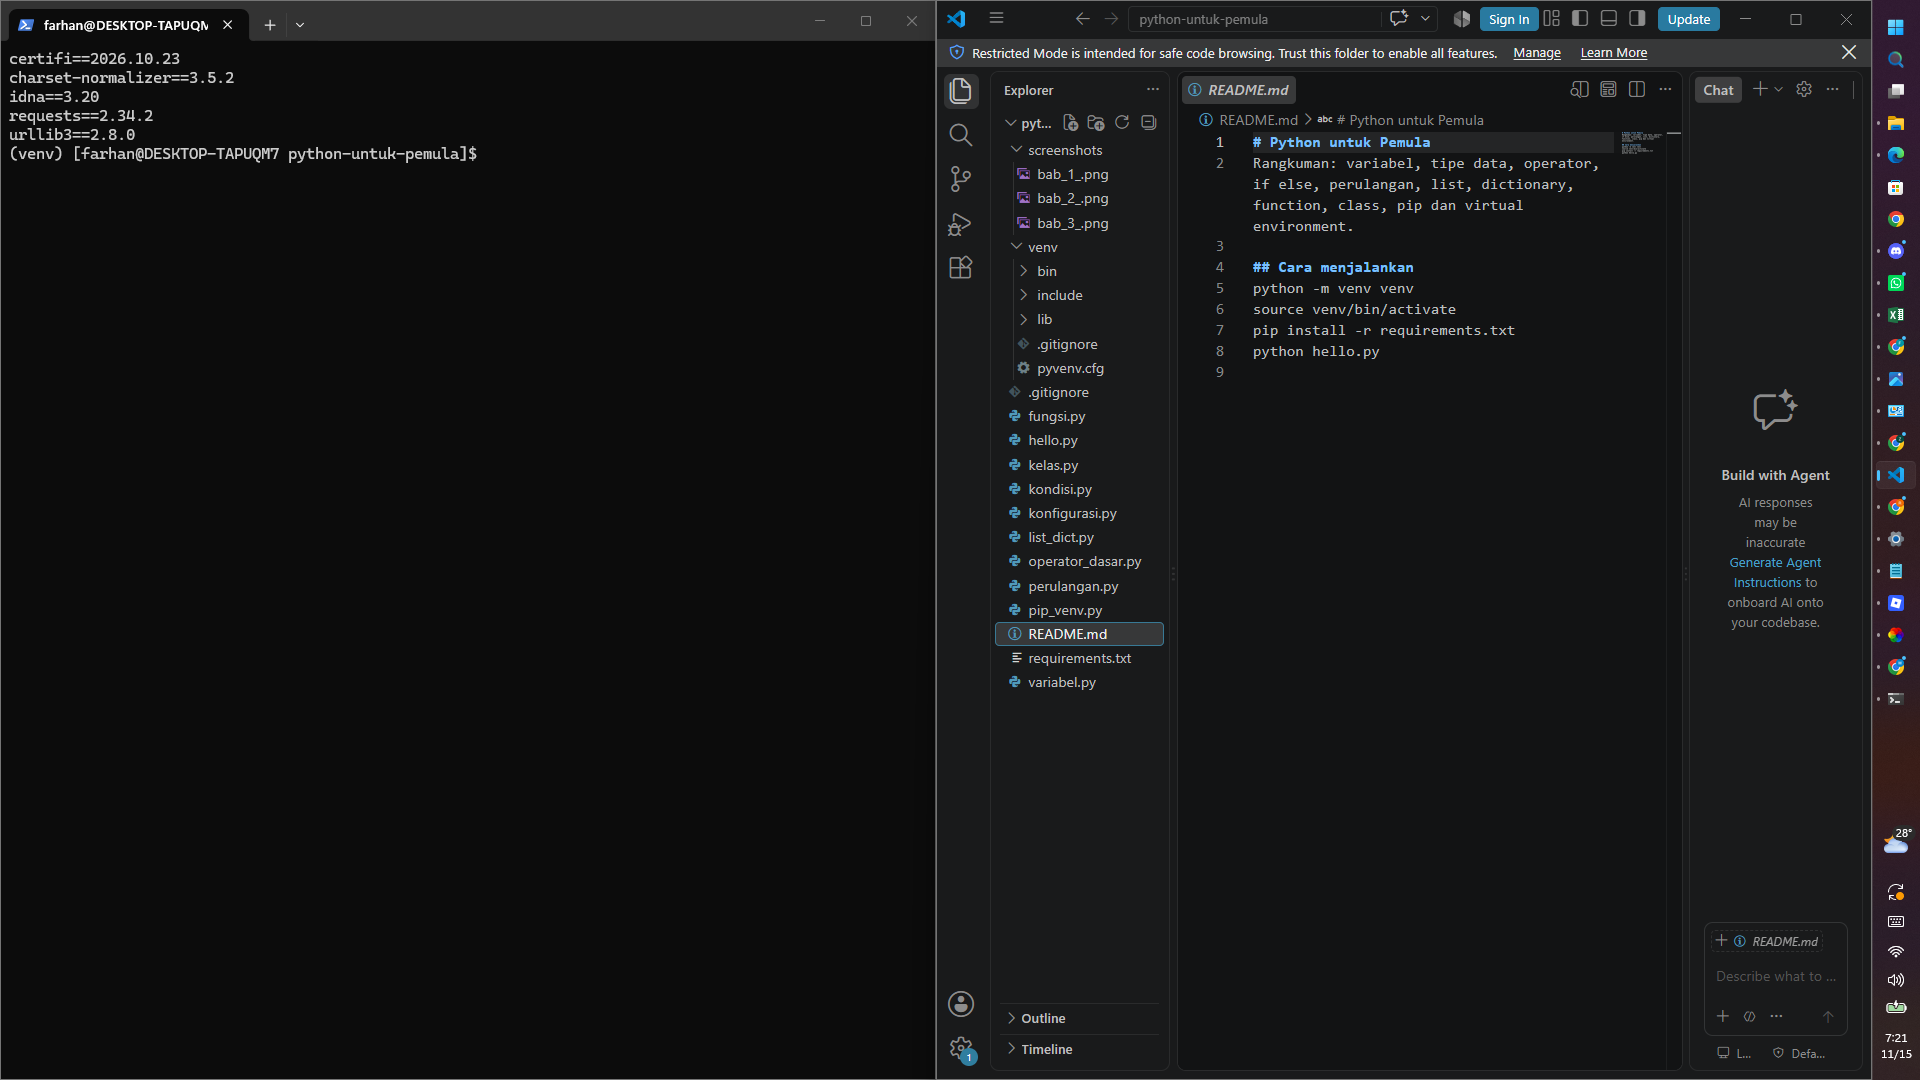 farhan@DESKTOP-TAPUQM
certifi==2026.10.23
charset-normalizer==3.5.2
idna==3.20
requests==2.34.2
urllib3==2.8.0
(venv) [farhan@DESKTOP-TAPUQM7 python-untuk-pemula]$
python-untuk-pemula
Sign In
Update
Restricted Mode is intended for safe code browsing. Trust this folder to enable all features.
Manage
Learn More
Explorer
pyt...
screenshots
bab_1_.png
bab_2_.png
bab_3_.png
venv
bin
include
lib
.gitignore
pyvenv.cfg
.gitignore
fungsi.py
hello.py
kelas.py
kondisi.py
konfigurasi.py
list_dict.py
operator_dasar.py
perulangan.py
pip_venv.py
README.md
requirements.txt
variabel.py
Outline
Timeline
1
README.md
README.md > abc # Python untuk Pemula
1 # Python untuk Pemula
2 Rangkuman: variabel, tipe data, operator,
if else, perulangan, list, dictionary,
function, class, pip dan virtual
environment.
3
4 ## Cara menjalankan
5 python -m venv venv
6 source venv/bin/activate
7 pip install -r requirements.txt
8 python hello.py
9
Chat
Build with Agent
AI responses
may be
inaccurate
Generate Agent
Instructions to
onboard AI onto
your codebase.
README.md
Describe what to ...
L...
Defa...
28°
7:21
11/15